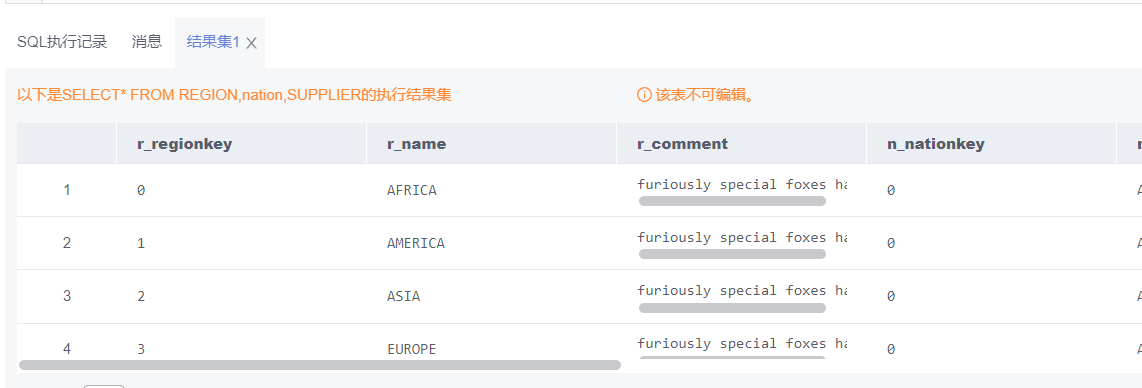 SQL执行记录 消息 结果集1
以下是SELECT* FROM REGION,nation,SUPPLIER的执行结果集 该表不可编辑。
r_regionkey r_name r_comment n_nationkey
1 0 AFRICA furiously special foxes ha 0
2 1 AMERICA furiously special foxes ha 0
3 2 ASIA furiously special foxes ha 0
4 3 EUROPE furiously special foxes ha 0